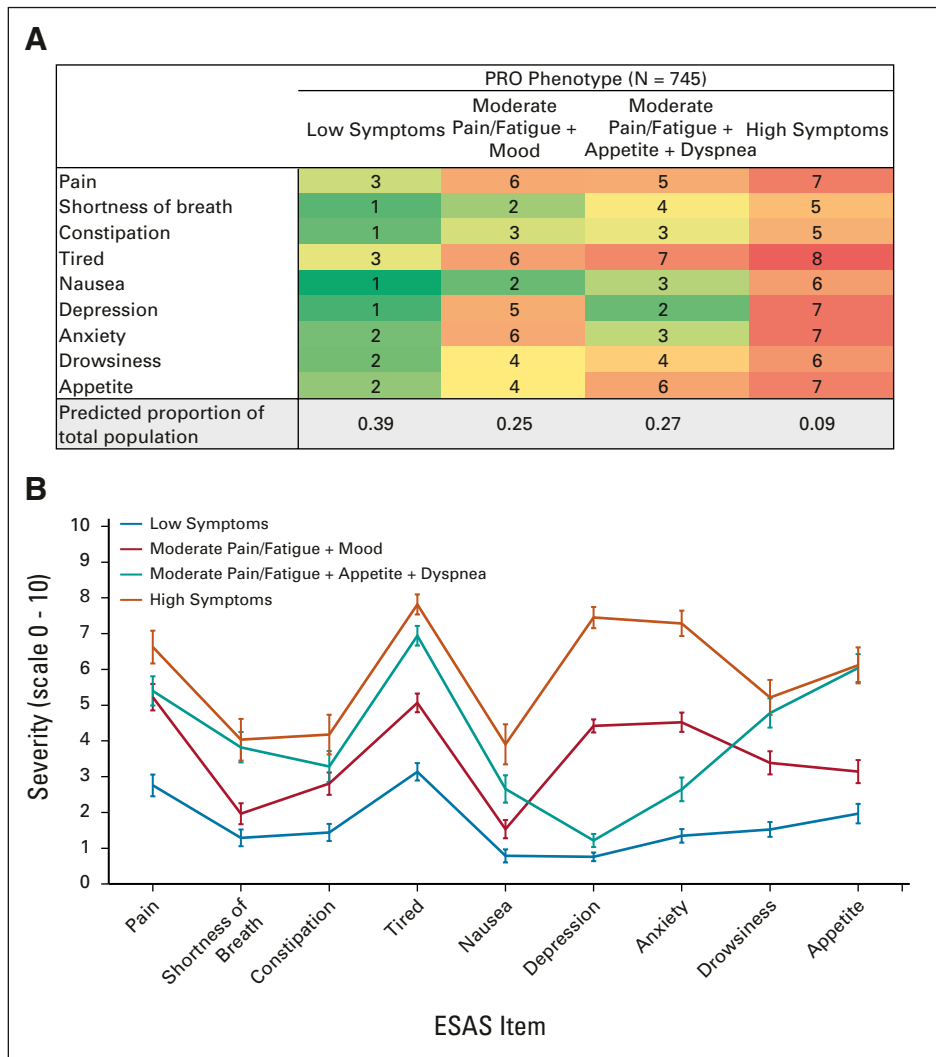 A
PRO Phenotype (N = 745)
Low Symptoms
Moderate
Pain/Fatigue +
Mood
Moderate
Pain/Fatigue +
Appetite + Dyspnea
High Symptoms
Pain 3 6 5 7
Shortness of breath 1 2 4 5
Constipation 1 3 3 5
Tired 3 6 7 8
Nausea 1 2 3 6
Depression 1 5 2 7
Anxiety 2 6 3 7
Drowsiness 2 4 4 6
Appetite 2 4 6 7
Predicted proportion of
total population
0.39 0.25 0.27 0.09
B
Low Symptoms
Moderate Pain/Fatigue + Mood
Moderate Pain/Fatigue + Appetite + Dyspnea
High Symptoms
Severity (scale 0 - 10)
10
9
8
7
6
5
4
3
2
1
0
Pain
Shortness of
Breath
Constipation
Tired
Nausea
Depression
Anxiety
Drowsiness
Appetite
ESAS Item